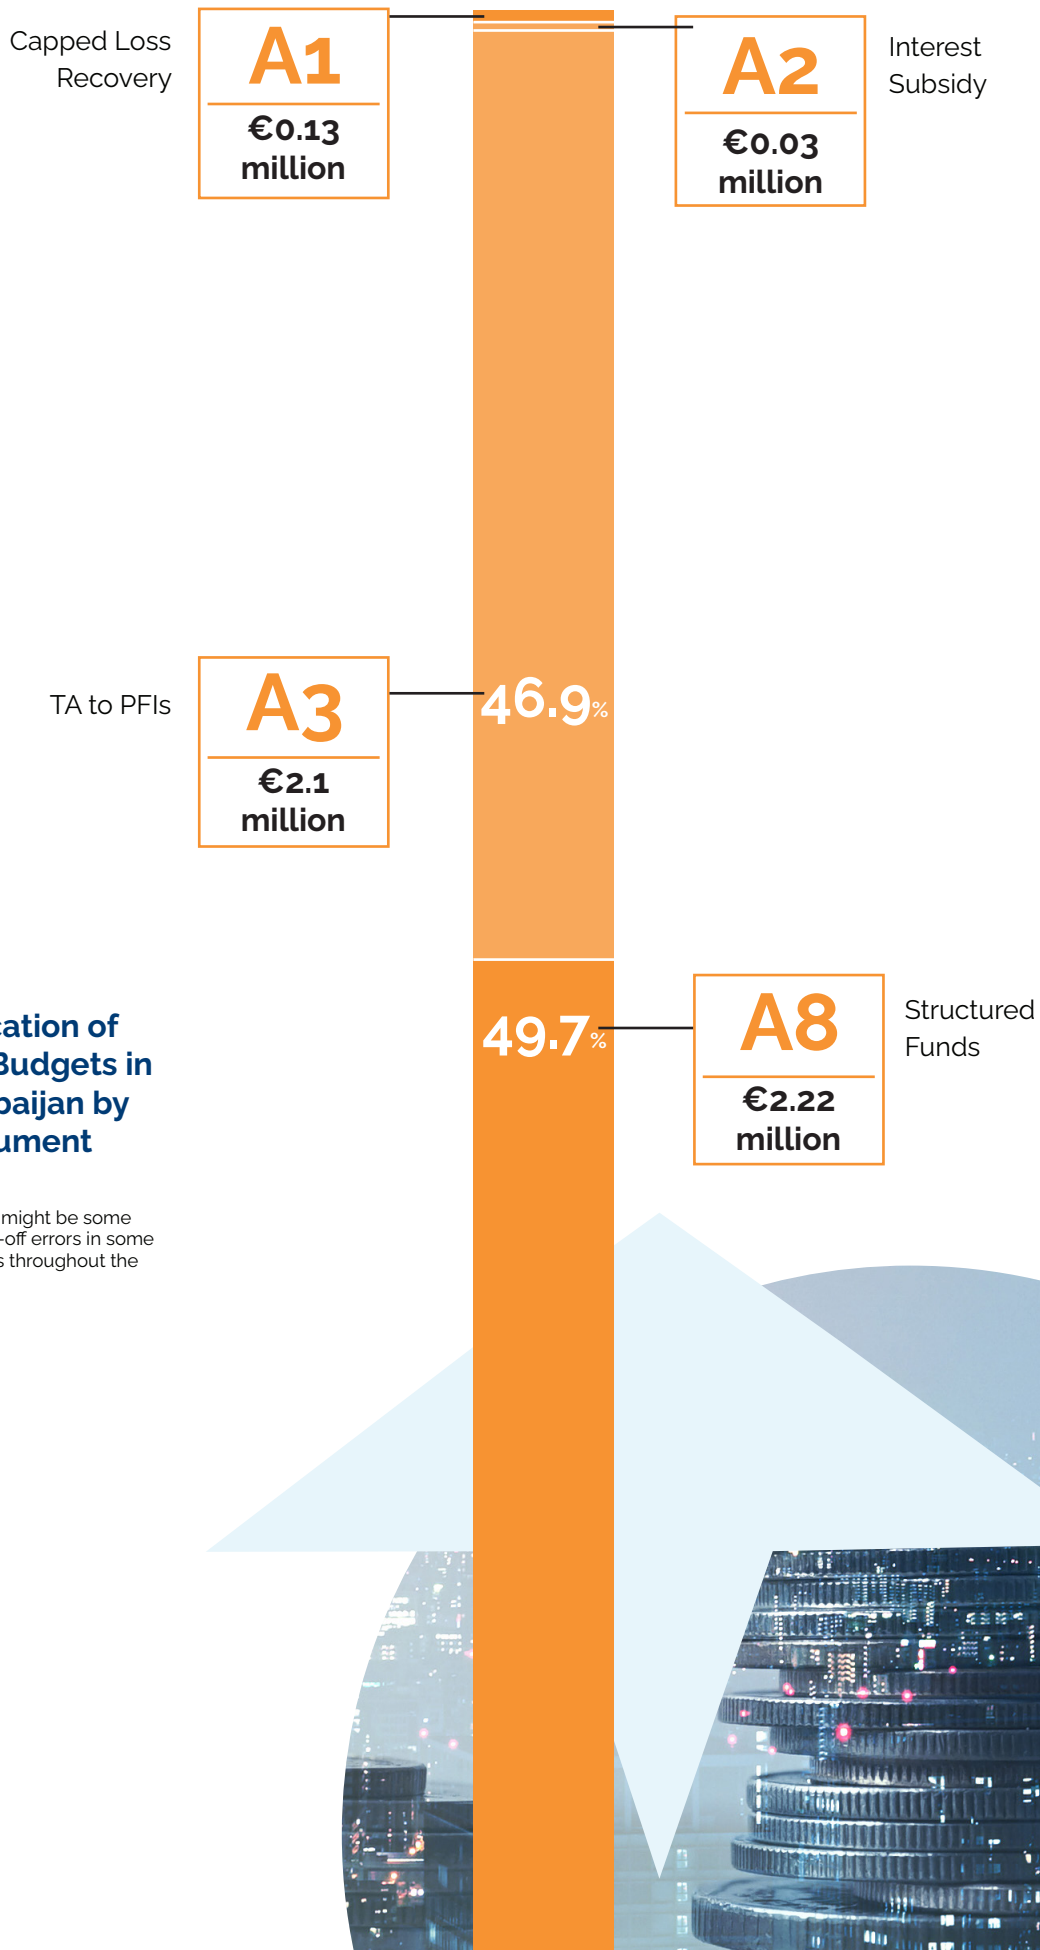 Capped Loss
Recovery
A1
€0.13
million
A2
€0.03
million
Interest
Subsidy
TA to PFIs
A3
€2.1
million
46.9%
49.7%
A8
€2.22
million
Structured
Funds
ation of
Budgets in
baijan by
ument
might be some
-off errors in some
s throughout the